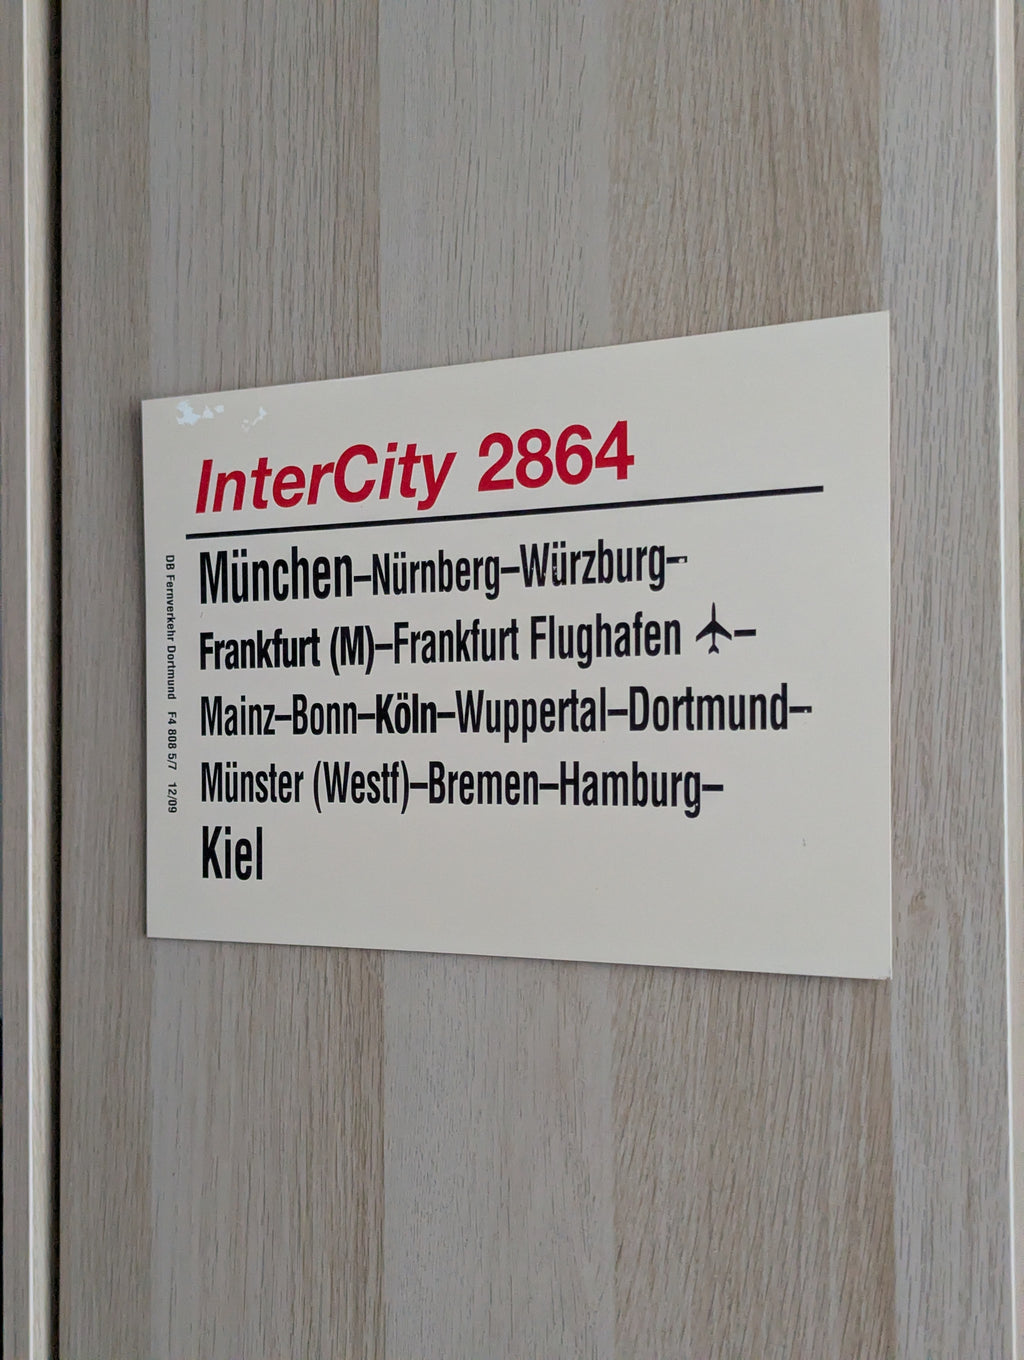 InterCity 2864
München–Nürnberg–Würzburg–
Frankfurt (M)–Frankfurt Flughafen ✈–
Mainz–Bonn–Köln–Wuppertal–Dortmund–
Münster (Westf)–Bremen–Hamburg–
Kiel
DB Fernverkehr Dortmund F4 808 5/7 12/09